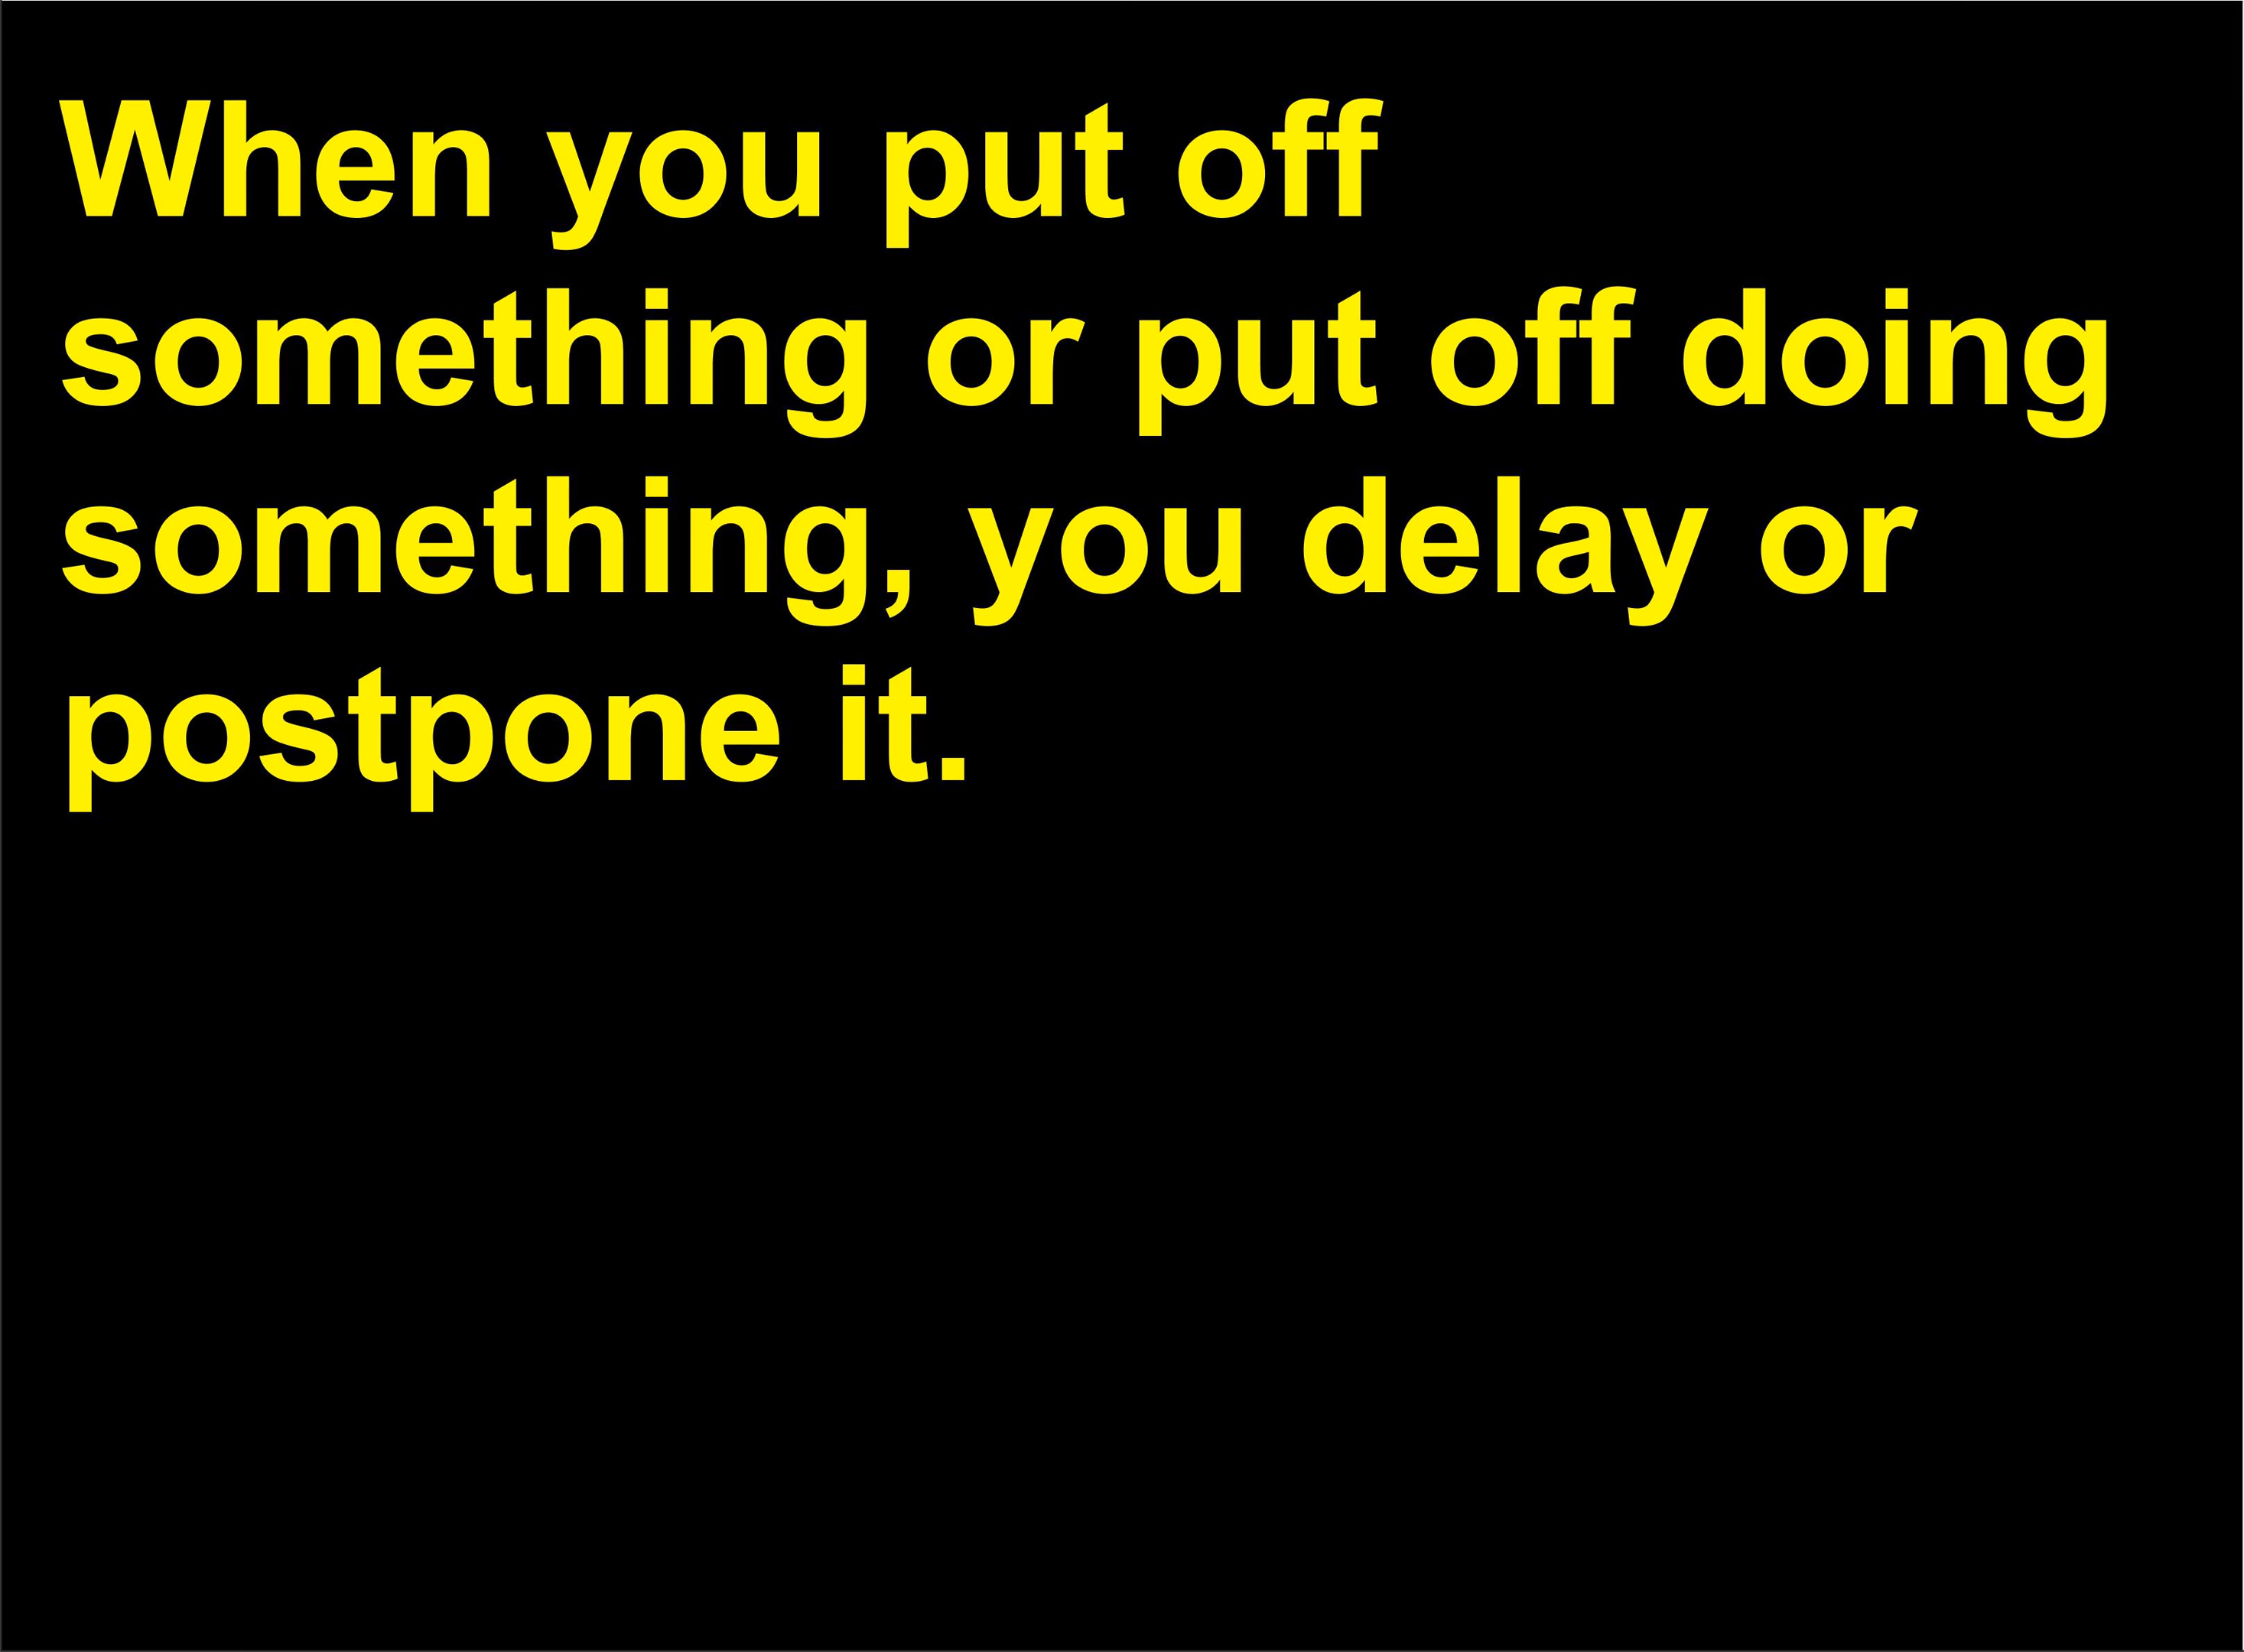 When you put off
something or put off doing
something, you delay or
postpone it.